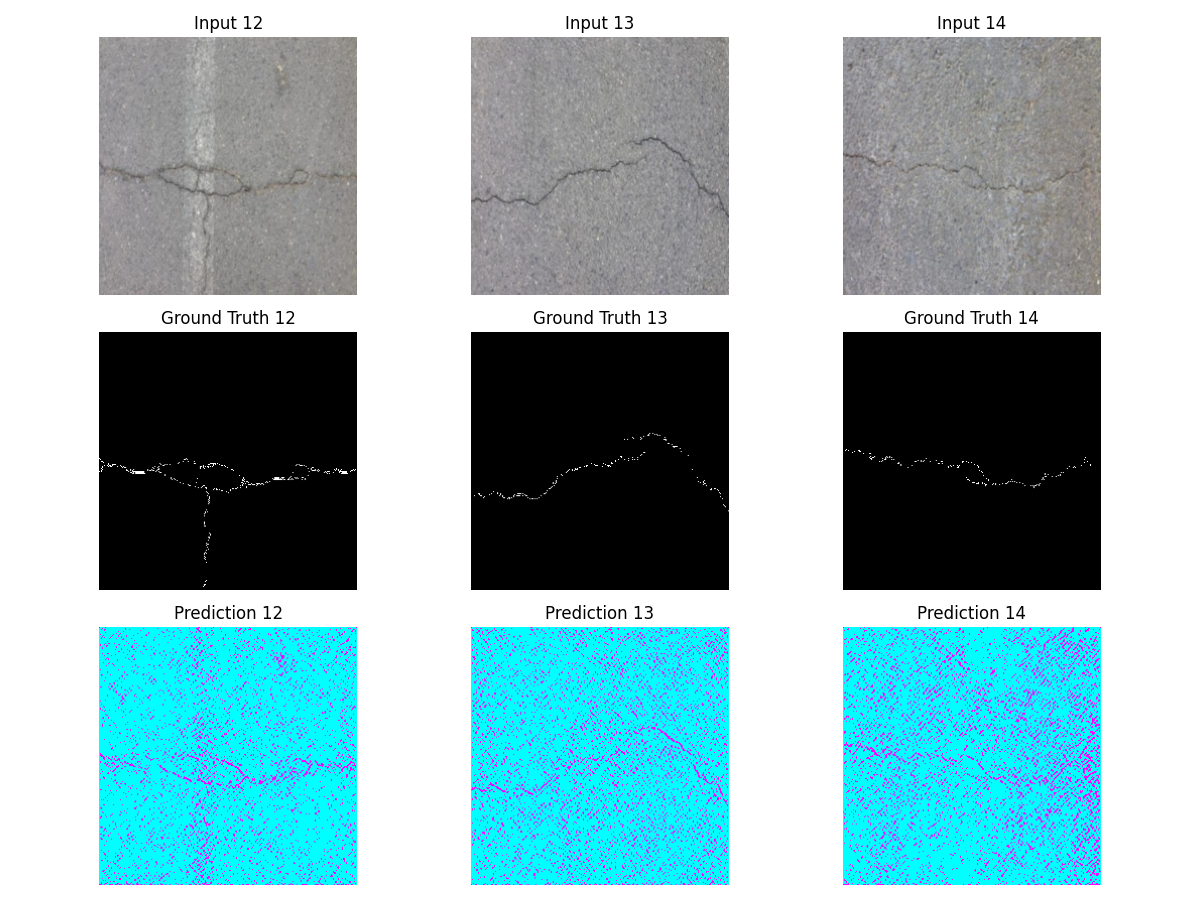 Input 12
Input 13
Input 14
Ground Truth 12
Ground Truth 13
Ground Truth 14
Prediction 12
Prediction 13
Prediction 14